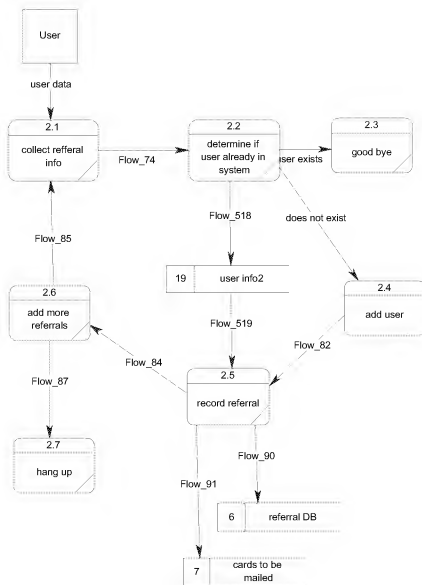 User
user data
2.1
collect refferal
info
Flow_74
2.2
determine if
user already in
system
user exists
2.3
good bye
Flow_518
does not exist
Flow_85
19 user info2
2.6
add more
referrals
2.4
add user
Flow_519
Flow_84
Flow_82
2.5
record referral
Flow_87
2.7
hang up
Flow_90
Flow_91
6 referral DB
7 cards to be
mailed